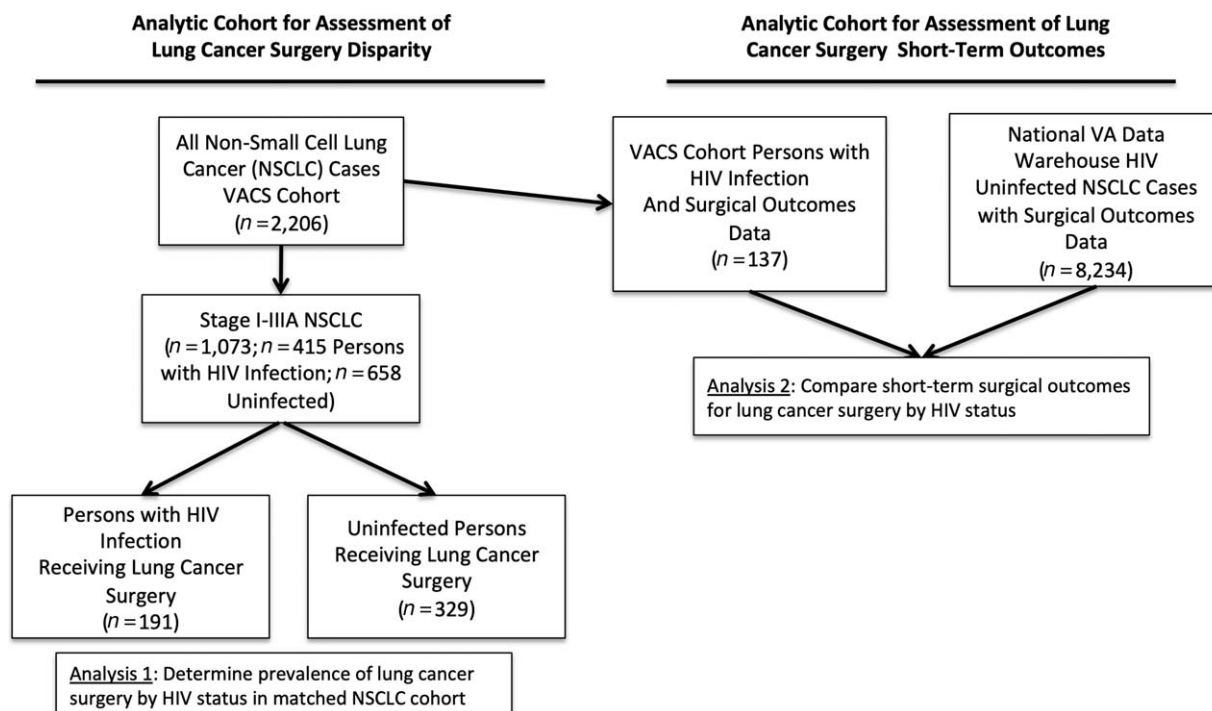 Analytic Cohort for Assessment of
Lung Cancer Surgery Disparity
Analytic Cohort for Assessment of Lung
Cancer Surgery Short-Term Outcomes
All Non-Small Cell Lung
Cancer (NSCLC) Cases
VACS Cohort
(n = 2,206)
VACS Cohort Persons with
HIV Infection
And Surgical Outcomes
Data
(n = 137)
National VA Data
Warehouse HIV
Uninfected NSCLC Cases
with Surgical Outcomes
Data
(n = 8,234)
Stage I-IIIA NSCLC
(n = 1,073; n = 415 Persons
with HIV Infection; n = 658
Uninfected)
Analysis 2: Compare short-term surgical outcomes
for lung cancer surgery by HIV status
Persons with HIV
Infection
Receiving Lung Cancer
Surgery
(n = 191)
Uninfected Persons
Receiving Lung Cancer
Surgery
(n = 329)
Analysis 1: Determine prevalence of lung cancer
surgery by HIV status in matched NSCLC cohort